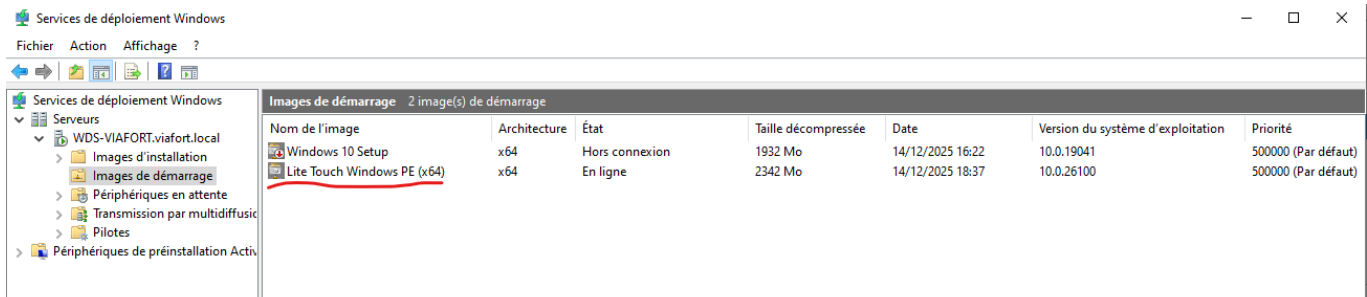 Services de déploiement Windows
Fichier Action Affichage ?
Services de déploiement Windows
Serveurs
WDS-VIAFORT.viafort.local
Images d'installation
Images de démarrage
Périphériques en attente
Transmission par multidiffusic
Pilotes
Périphériques de préinstallation Activ
Images de démarrage 2 image(s) de démarrage
Nom de l'image Architecture État Taille décompressée Date Version du système d'exploitation Priorité
Windows 10 Setup x64 Hors connexion 1932 Mo 14/12/2025 16:22 10.0.19041 500000 (Par défaut)
Lite Touch Windows PE (x64) x64 En ligne 2342 Mo 14/12/2025 18:37 10.0.26100 500000 (Par défaut)